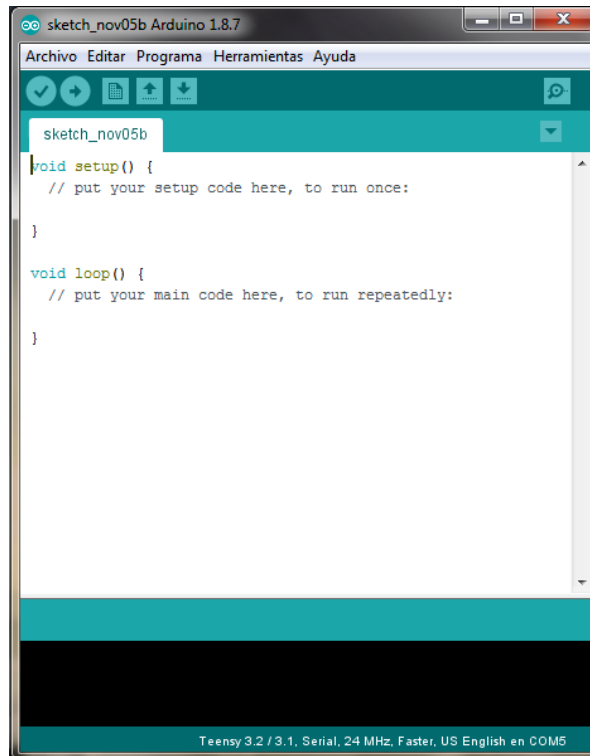 sketch_nov05b Arduino 1.8.7
Archivo Editar Programa Herramientas Ayuda
sketch_nov05b
void setup() {
  // put your setup code here, to run once:
}
void loop() {
  // put your main code here, to run repeatedly:
}
Teensy 3.2 / 3.1, Serial, 24 MHz, Faster, US English en COM5